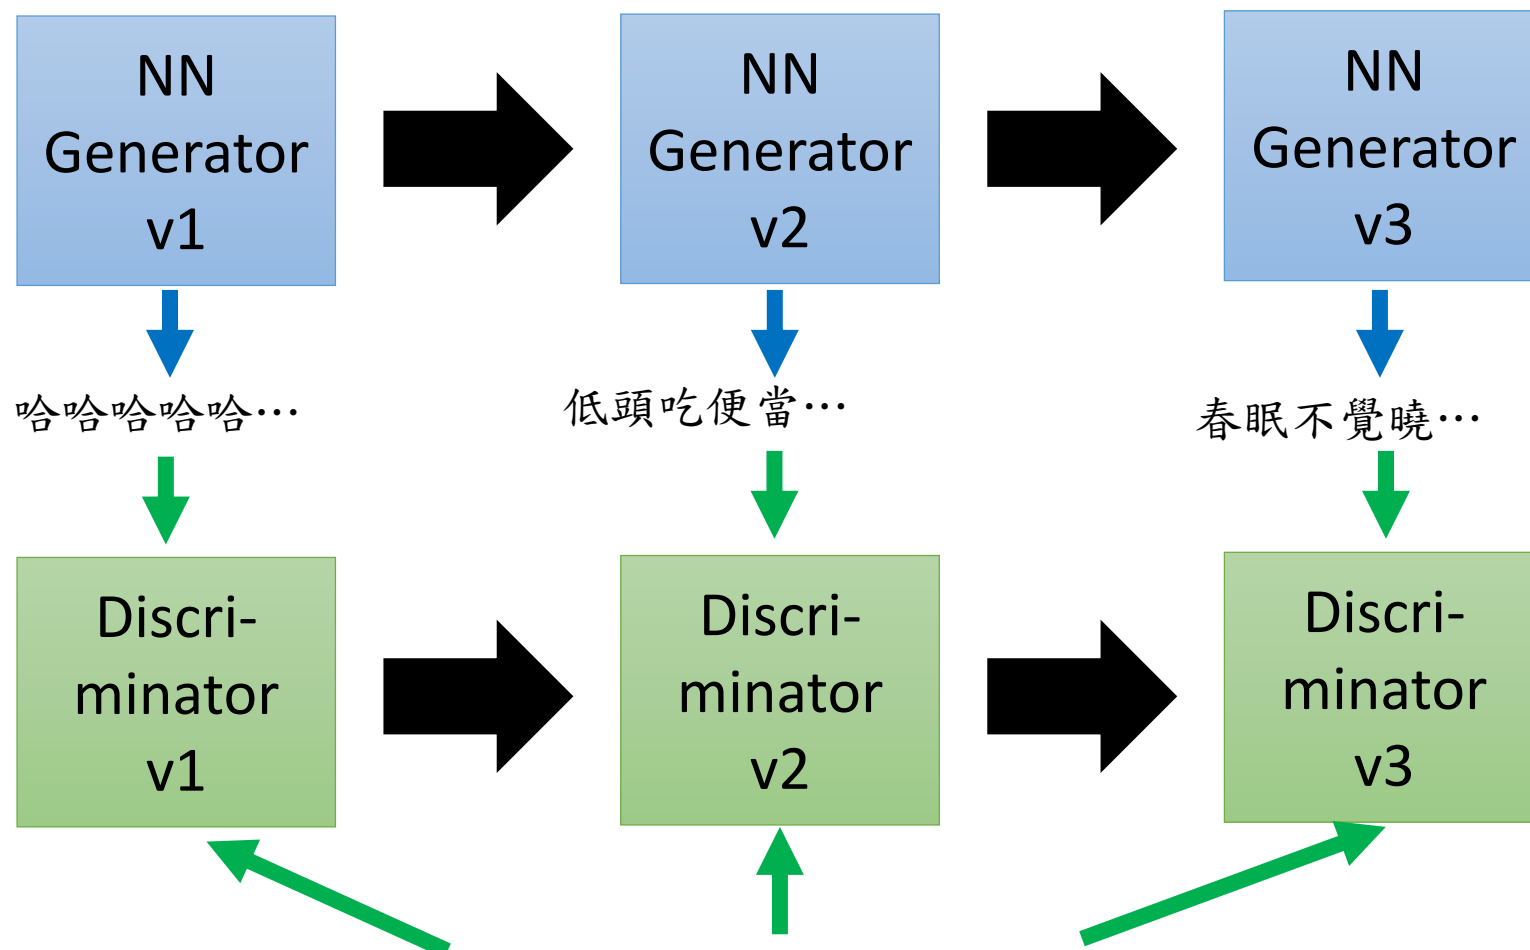 NN
Generator
v1
NN
Generator
v2
NN
Generator
v3
哈哈哈哈哈…
低頭吃便當…
春眠不覺曉…
Discri-
minator
v1
Discri-
minator
v2
Discri-
minator
v3